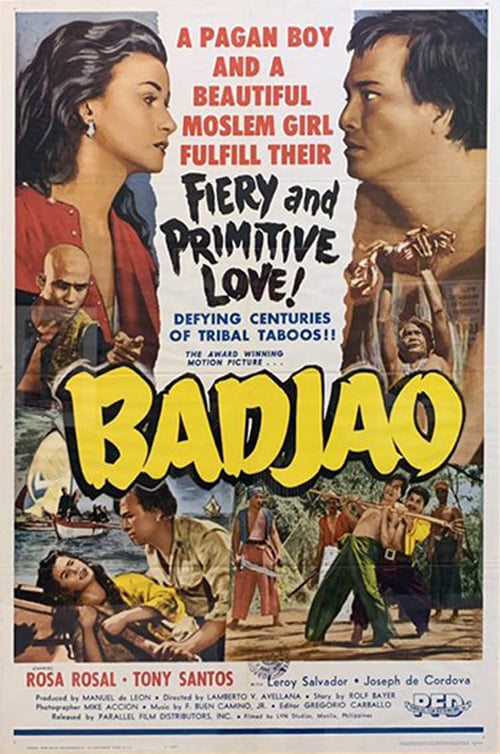 A PAGAN BOY
AND A
BEAUTIFUL
MOSLEM GIRL
FULFILL THEIR
FIERY and
PRIMITIVE
LOVE!
DEFYING CENTURIES
OF TRIBAL TABOOS!!
THE AWARD WINNING
MOTION PICTURE . . .
BADJAO
ROSA ROSAL • TONY SANTOS
WITH Leroy Salvador • Joseph de Cordova
Produced by MANUEL de LEON • Directed by LAMBERTO V. AVELLANA • Story by ROLF BAYER
Photographer MIKE ACCION • Music by F. BUEN CAMINO, JR. • Editor GREGORIO CARBALLO
Released by PARALLEL FILM DISTRIBUTORS, INC. • Filmed by LVN Studios, Manila, Philippines